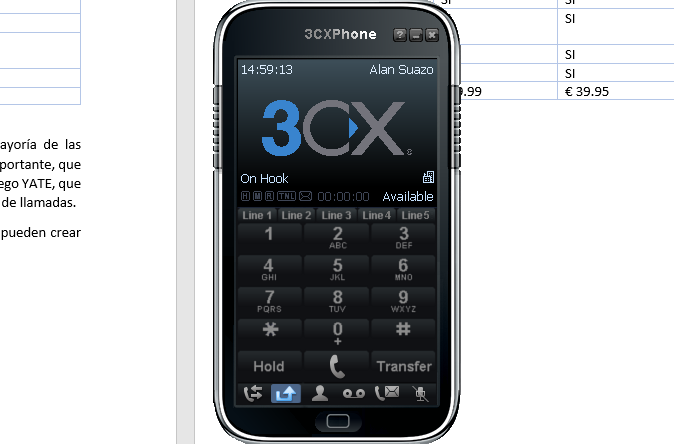 SI SI
SI
SI
SI
9.99 € 39.95
ayoría de las
portante, que
ego YATE, que
de llamadas.
pueden crear
3CXPhone ?
14:59:13 Alan Suazo
3CX
On Hook
H M R TNL 00:00:00 Available
Line 1 Line 2 Line 3 Line 4 Line 5
1 2 ABC 3 DEF
4 GHI 5 JKL 6 MNO
7 PQRS 8 TUV 9 WXYZ
* 0 + #
Hold Transfer